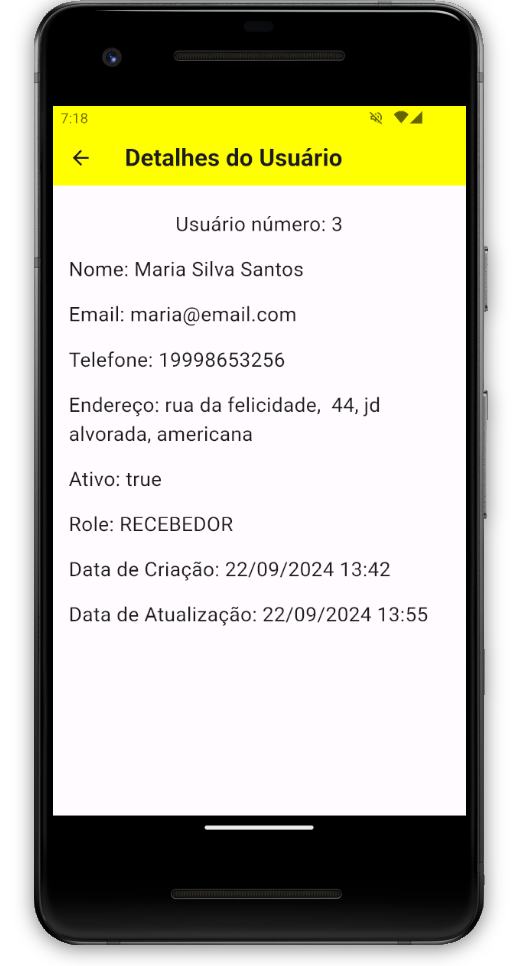 7:18
Detalhes do Usuário
Usuário número: 3
Nome: Maria Silva Santos
Email: maria@email.com
Telefone: 19998653256
Endereço: rua da felicidade,  44, jd
alvorada, americana
Ativo: true
Role: RECEBEDOR
Data de Criação: 22/09/2024 13:42
Data de Atualização: 22/09/2024 13:55